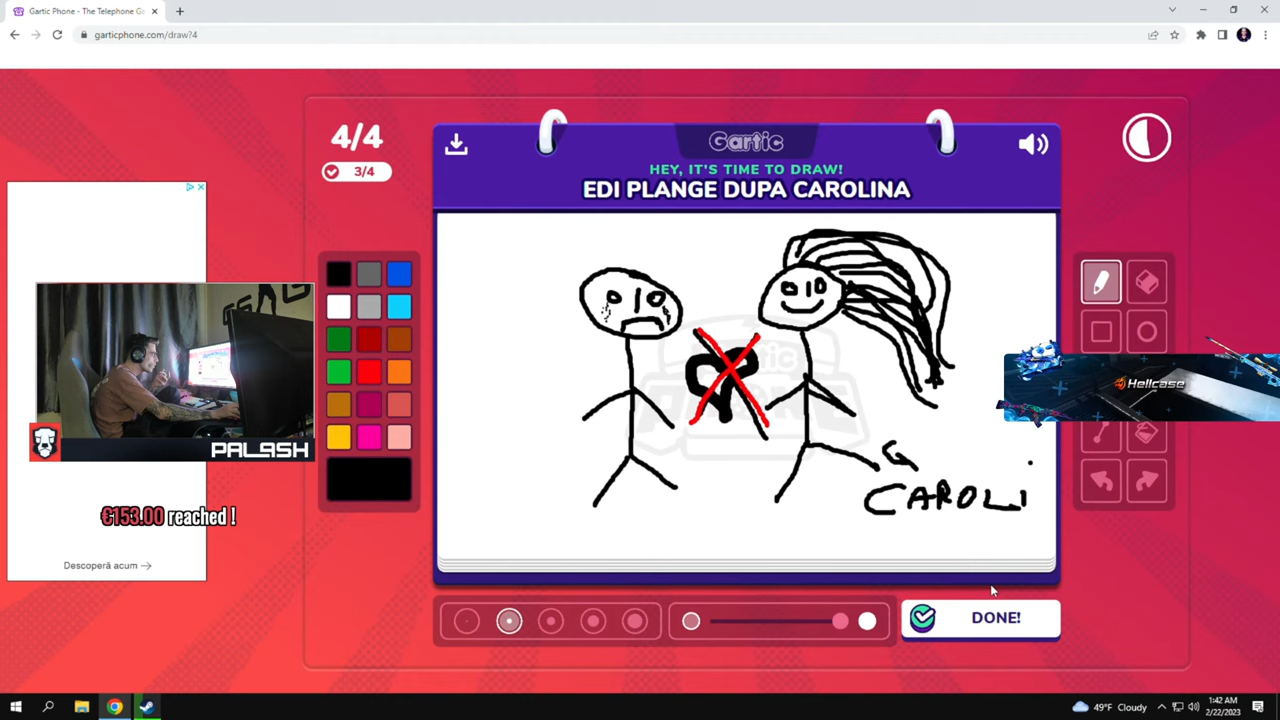 Gartic Phone - The Telephone Ga
garticphone.com/draw?4
4/4
3/4
Gartic
HEY, IT'S TIME TO DRAW!
EDI PLANGE DUPA CAROLINA
Gartic
Hellcase
PALASH
CAROLI
€153.00 reached !
Descoperă acum →
DONE!
49°F Cloudy
1:42 AM
2/22/2023